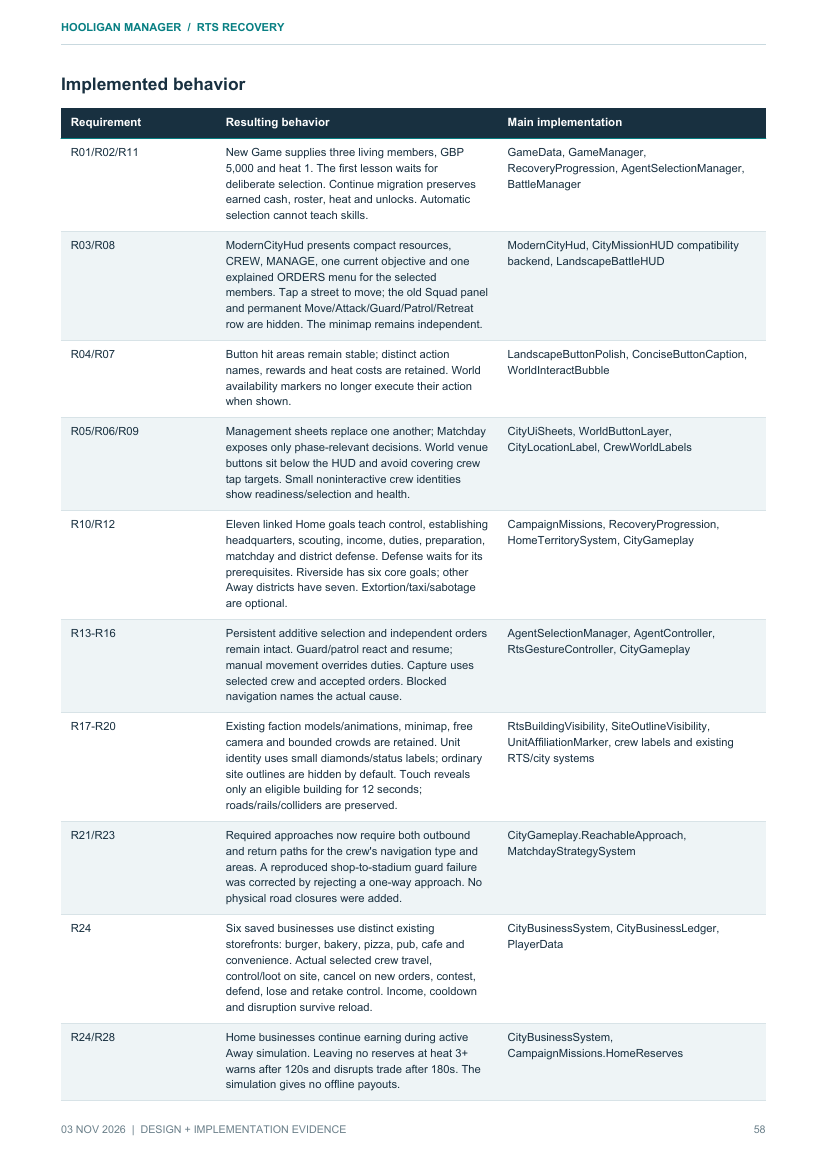 HOOLIGAN MANAGER / RTS RECOVERY
Implemented behavior
Requirement
Resulting behavior
Main implementation
R01/R02/R11
New Game supplies three living members, GBP
5,000 and heat 1. The first lesson waits for
deliberate selection. Continue migration preserves
earned cash, roster, heat and unlocks. Automatic
selection cannot teach skills.
GameData, GameManager,
RecoveryProgression, AgentSelectionManager,
BattleManager
R03/R08
ModernCityHud presents compact resources,
CREW, MANAGE, one current objective and one
explained ORDERS menu for the selected
members. Tap a street to move; the old Squad panel
and permanent Move/Attack/Guard/Patrol/Retreat
row are hidden. The minimap remains independent.
ModernCityHud, CityMissionHUD compatibility
backend, LandscapeBattleHUD
R04/R07
Button hit areas remain stable; distinct action
names, rewards and heat costs are retained. World
availability markers no longer execute their action
when shown.
LandscapeButtonPolish, ConciseButtonCaption,
WorldInteractBubble
R05/R06/R09
Management sheets replace one another; Matchday
exposes only phase-relevant decisions. World venue
buttons sit below the HUD and avoid covering crew
tap targets. Small noninteractive crew identities
show readiness/selection and health.
CityUiSheets, WorldButtonLayer,
CityLocationLabel, CrewWorldLabels
R10/R12
Eleven linked Home goals teach control, establishing
headquarters, scouting, income, duties, preparation,
matchday and district defense. Defense waits for its
prerequisites. Riverside has six core goals; other
Away districts have seven. Extortion/taxi/sabotage
are optional.
CampaignMissions, RecoveryProgression,
HomeTerritorySystem, CityGameplay
R13-R16
Persistent additive selection and independent orders
remain intact. Guard/patrol react and resume;
manual movement overrides duties. Capture uses
selected crew and accepted orders. Blocked
navigation names the actual cause.
AgentSelectionManager, AgentController,
RtsGestureController, CityGameplay
R17-R20
Existing faction models/animations, minimap, free
camera and bounded crowds are retained. Unit
identity uses small diamonds/status labels; ordinary
site outlines are hidden by default. Touch reveals
only an eligible building for 12 seconds;
roads/rails/colliders are preserved.
RtsBuildingVisibility, SiteOutlineVisibility,
UnitAffiliationMarker, crew labels and existing
RTS/city systems
R21/R23
Required approaches now require both outbound
and return paths for the crew's navigation type and
areas. A reproduced shop-to-stadium guard failure
was corrected by rejecting a one-way approach. No
physical road closures were added.
CityGameplay.ReachableApproach,
MatchdayStrategySystem
R24
Six saved businesses use distinct existing
storefronts: burger, bakery, pizza, pub, cafe and
convenience. Actual selected crew travel,
control/loot on site, cancel on new orders, contest,
defend, lose and retake control. Income, cooldown
and disruption survive reload.
CityBusinessSystem, CityBusinessLedger,
PlayerData
R24/R28
Home businesses continue earning during active
Away simulation. Leaving no reserves at heat 3+
warns after 120s and disrupts trade after 180s. The
simulation gives no offline payouts.
CityBusinessSystem,
CampaignMissions.HomeReserves
03 NOV 2026 | DESIGN + IMPLEMENTATION EVIDENCE
58